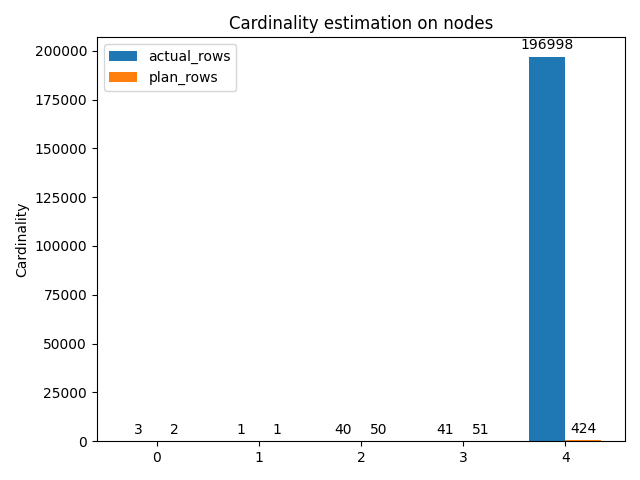 Cardinality estimation on nodes
actual_rows
plan_rows
Cardinality
200000
175000
150000
125000
100000
75000
50000
25000
0
196998
3 2 1 1 40 50 41 51 424
0 1 2 3 4